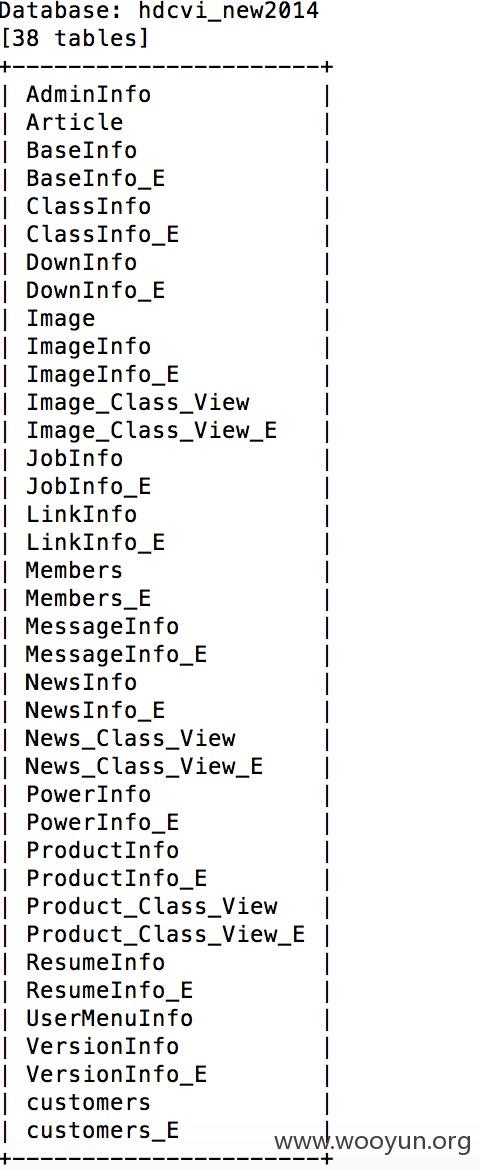 Database: hdcvi_new2014
[38 tables]
+----------------------+
| AdminInfo            |
| Article              |
| BaseInfo             |
| BaseInfo_E           |
| ClassInfo            |
| ClassInfo_E          |
| DownInfo             |
| DownInfo_E           |
| Image                |
| ImageInfo            |
| ImageInfo_E          |
| Image_Class_View     |
| Image_Class_View_E   |
| JobInfo              |
| JobInfo_E            |
| LinkInfo             |
| LinkInfo_E           |
| Members              |
| Members_E            |
| MessageInfo          |
| MessageInfo_E        |
| NewsInfo             |
| NewsInfo_E           |
| News_Class_View      |
| News_Class_View_E    |
| PowerInfo            |
| PowerInfo_E          |
| ProductInfo          |
| ProductInfo_E        |
| Product_Class_View   |
| Product_Class_View_E |
| ResumeInfo           |
| ResumeInfo_E         |
| UserMenuInfo         |
| VersionInfo          |
| VersionInfo_E        |
| customers            |
| customers_E          |
+----------------------+
www.wooyun.org